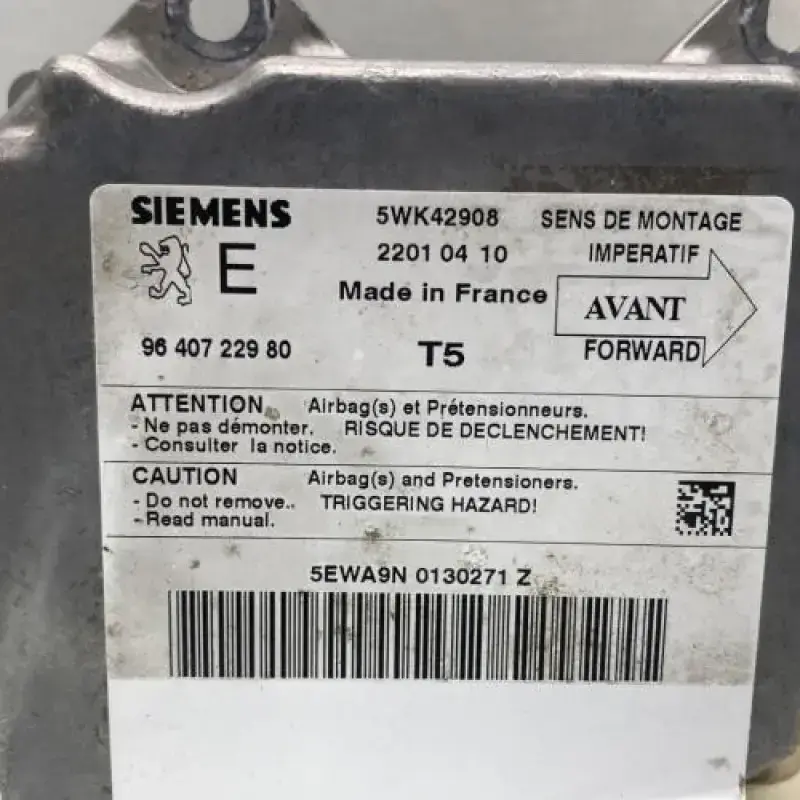 SIEMENS 5WK42908 SENS DE MONTAGE
E 2201 04 10 IMPERATIF
Made in France AVANT
96 407 229 80 T5 FORWARD
ATTENTION Airbag(s) et Prétensionneurs.
- Ne pas démonter. RISQUE DE DECLENCHEMENT!
- Consulter la notice.
CAUTION Airbag(s) and Pretensioners.
- Do not remove.. TRIGGERING HAZARD!
- Read manual.
5EWA9N 0130271 Z